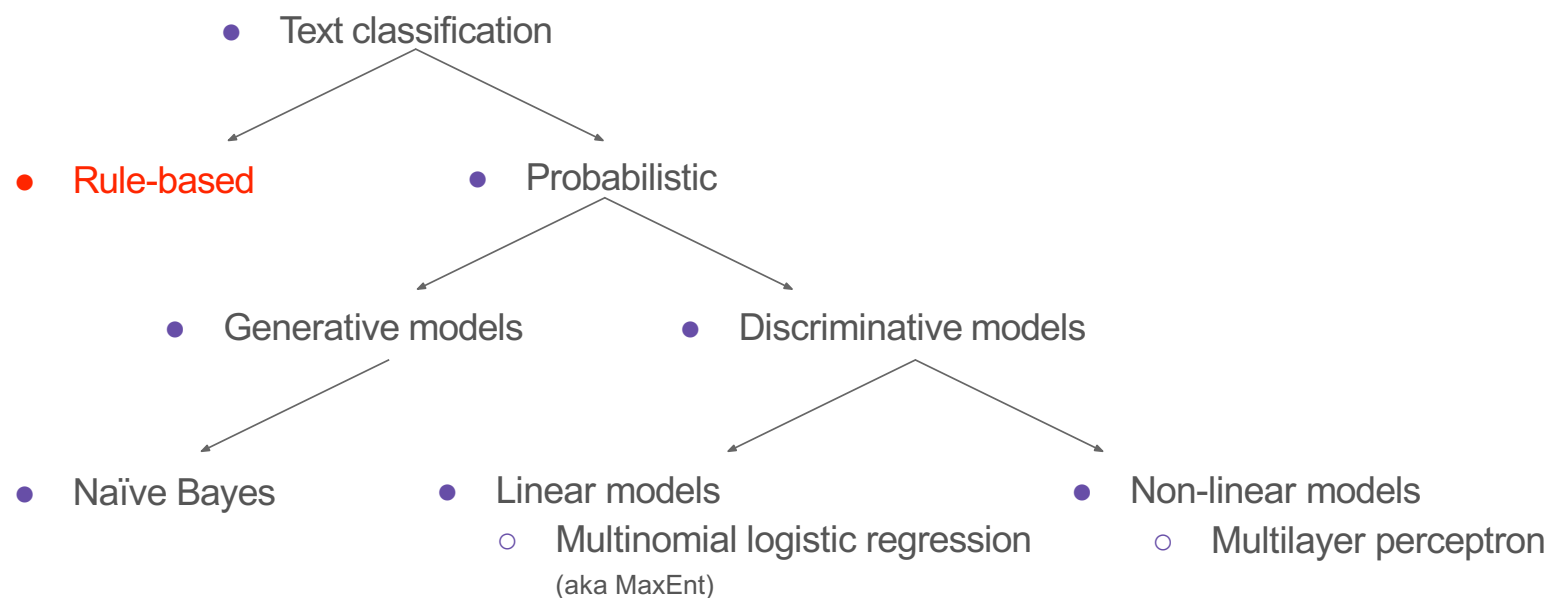 Text classification
Rule-based
Probabilistic
Generative models
Discriminative models
Naïve Bayes
Linear models
Non-linear models
Multinomial logistic regression
Multilayer perceptron
(aka MaxEnt)